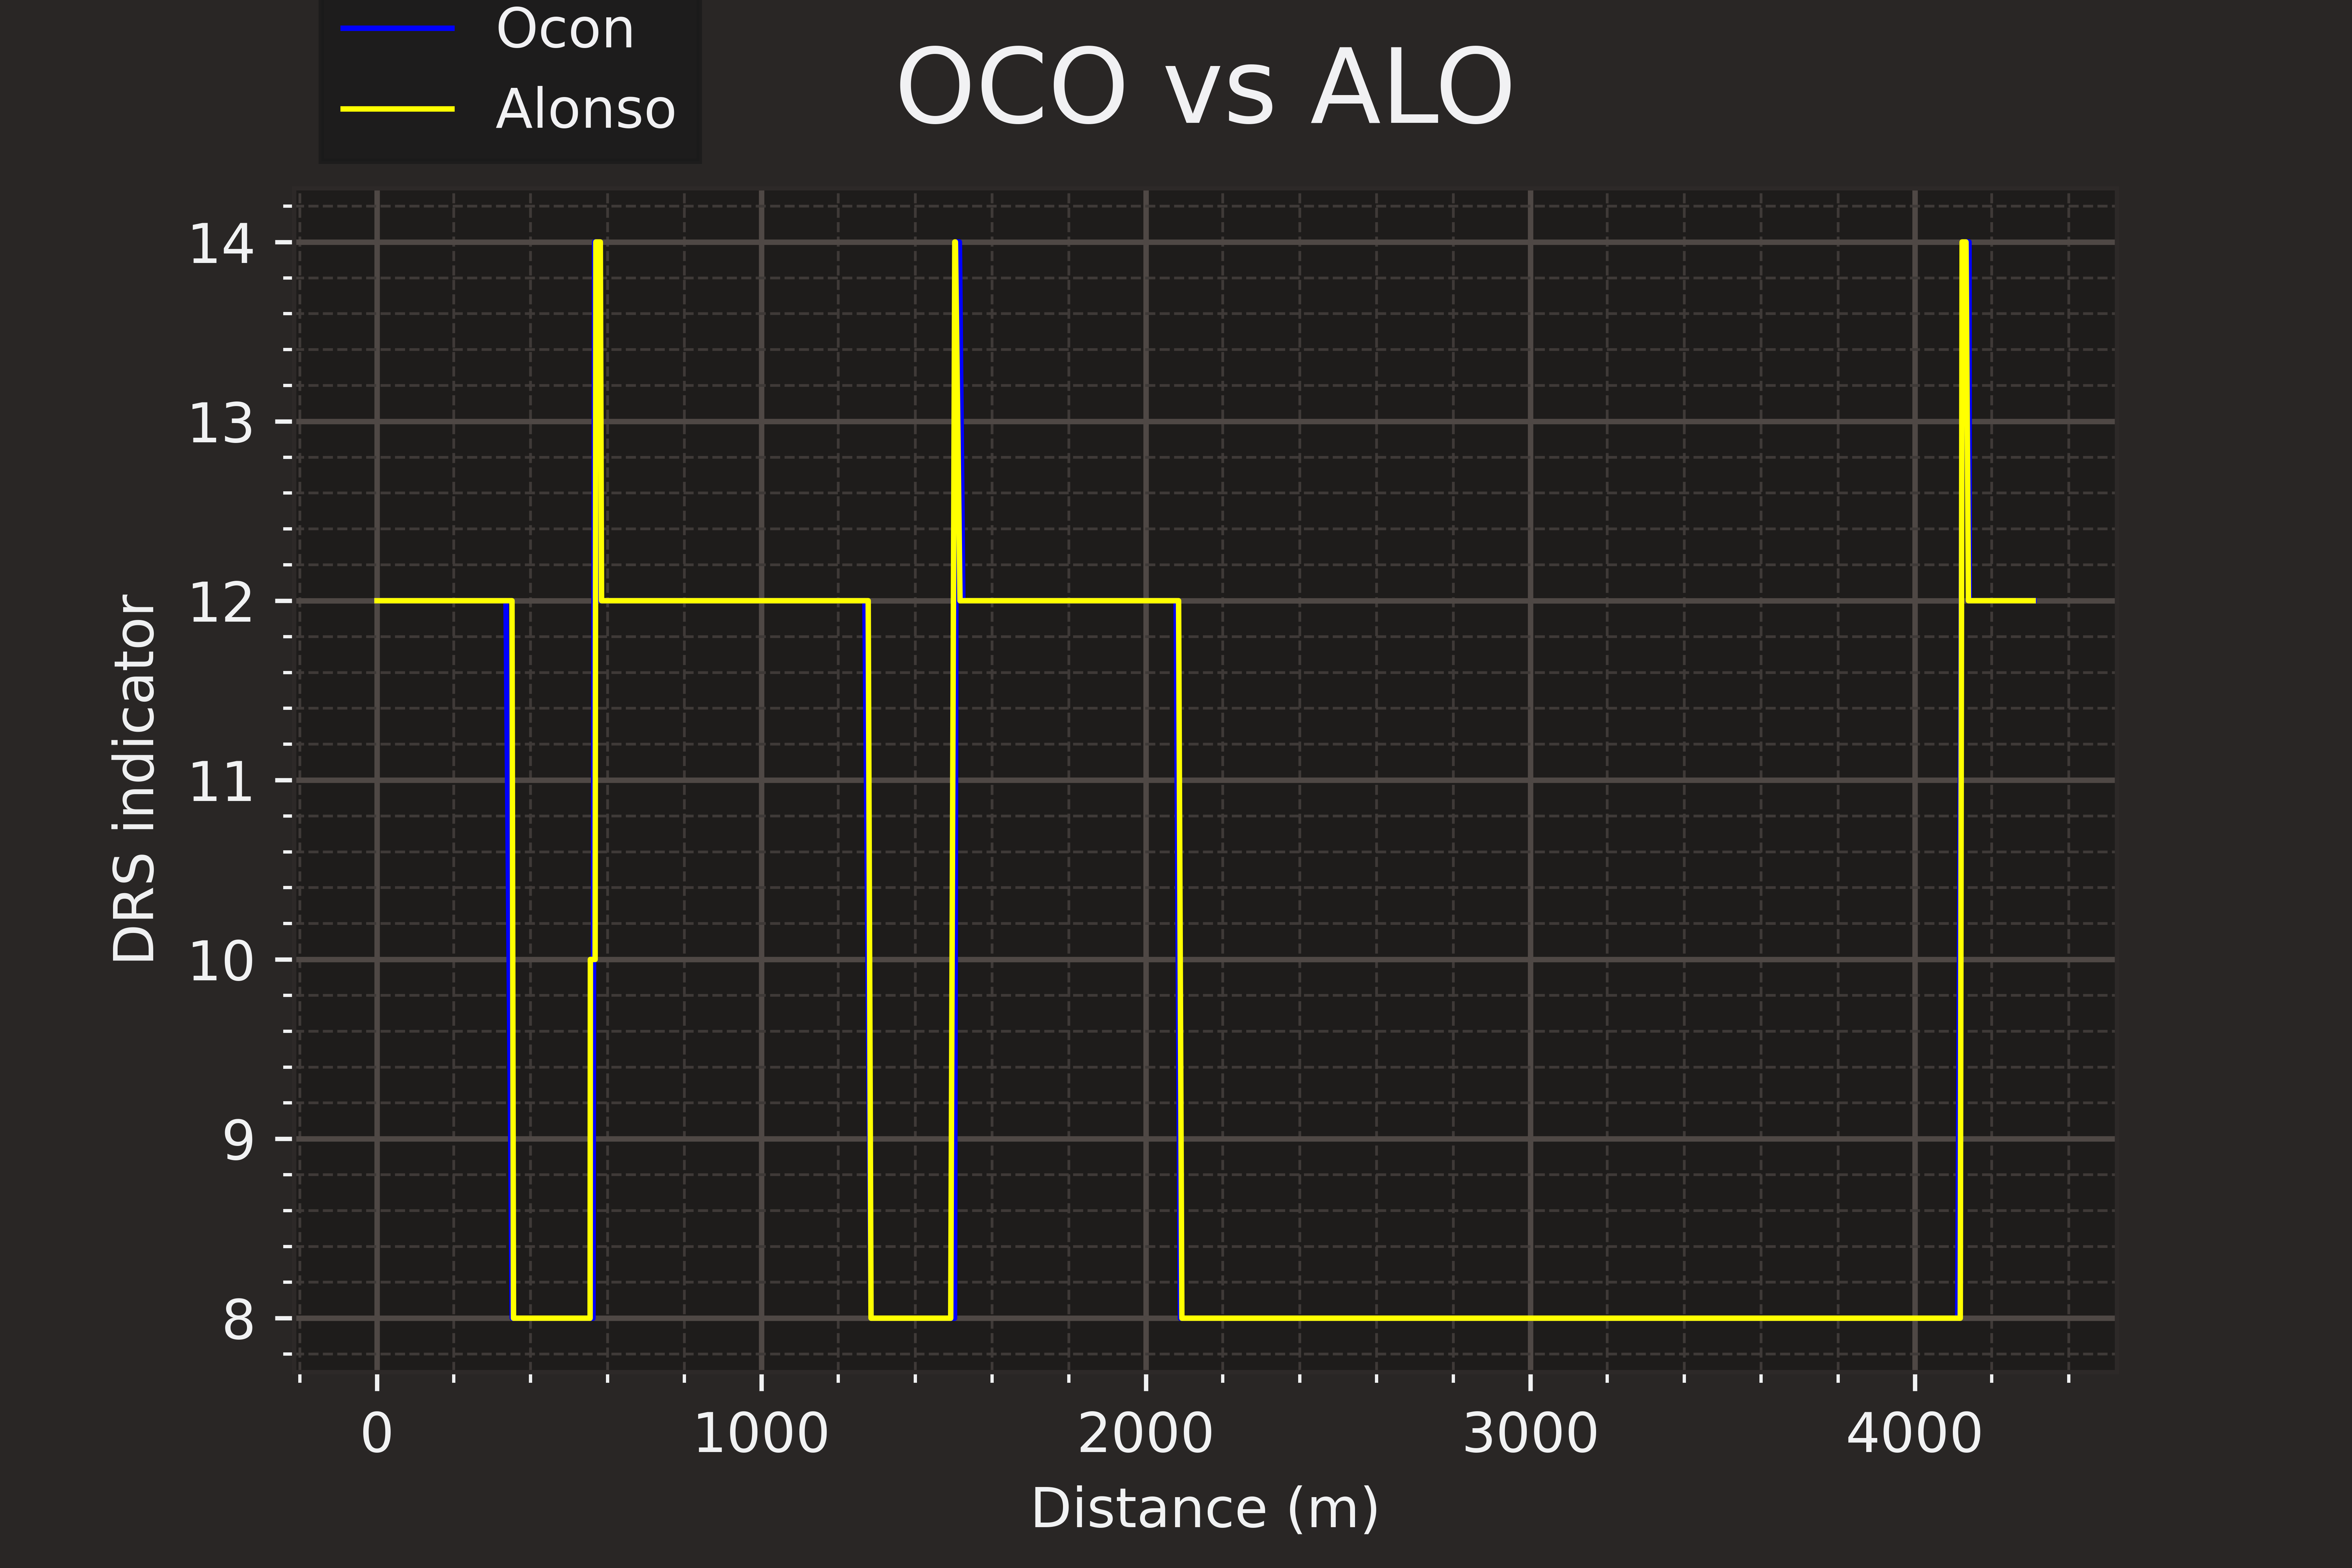 Ocon
Alonso
OCO vs ALO
DRS indicator
14
13
12
11
10
9
8
0 1000 2000 3000 4000
Distance (m)